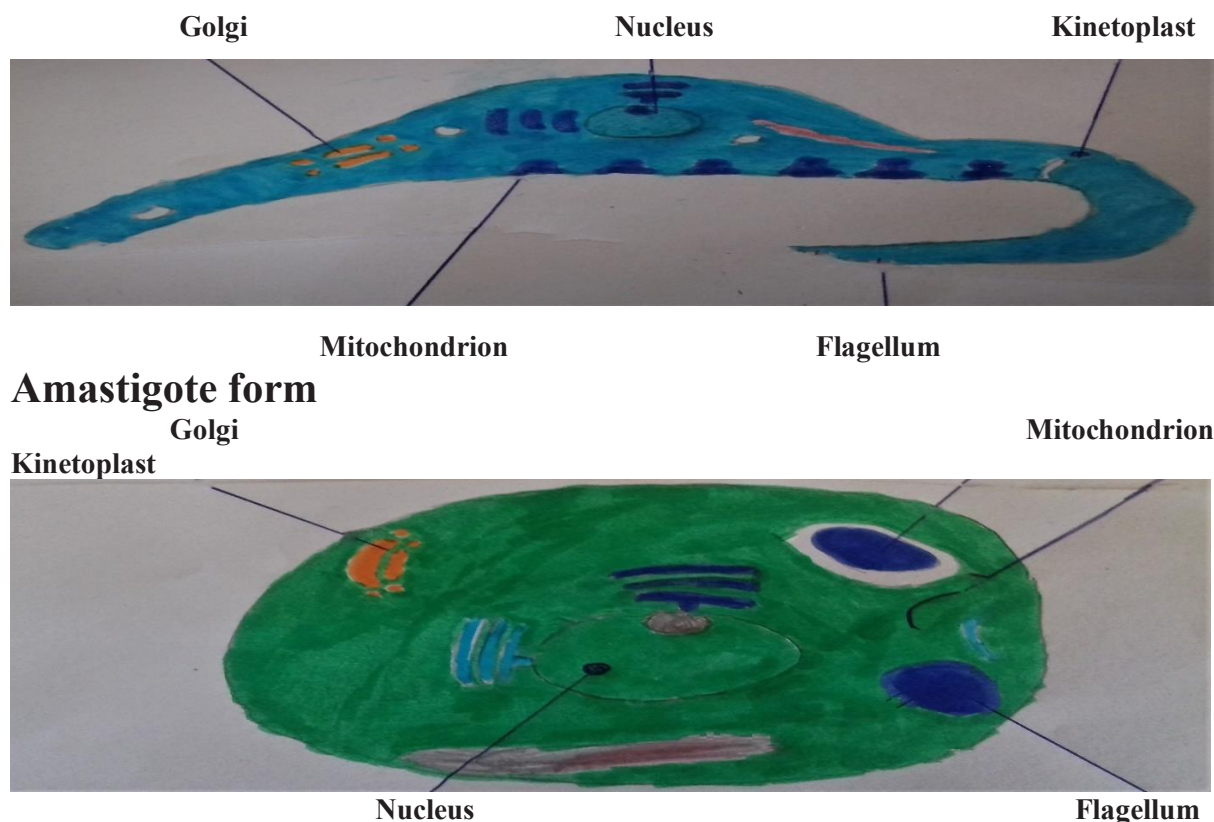 Golgi Nucleus Kinetoplast
Mitochondrion Flagellum
Amastigote form
Golgi Mitochondrion
Kinetoplast
Nucleus Flagellum